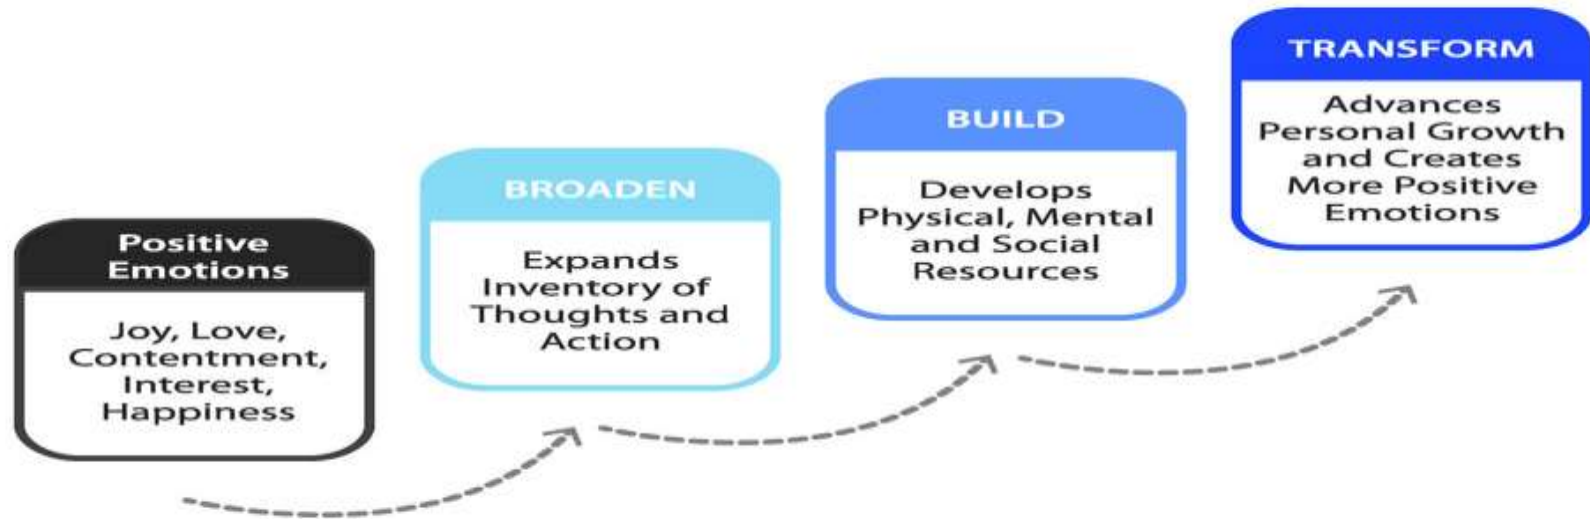 Positive
Emotions
Joy, Love,
Contentment,
Interest,
Happiness
BROADEN
Expands
Inventory of
Thoughts and
Action
BUILD
Develops
Physical, Mental
and Social
Resources
TRANSFORM
Advances
Personal Growth
and Creates
More Positive
Emotions